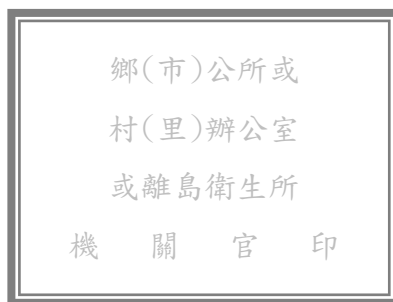 鄉(市)公所或
村(里)辦公室
或離島衛生所
機 關 官 印